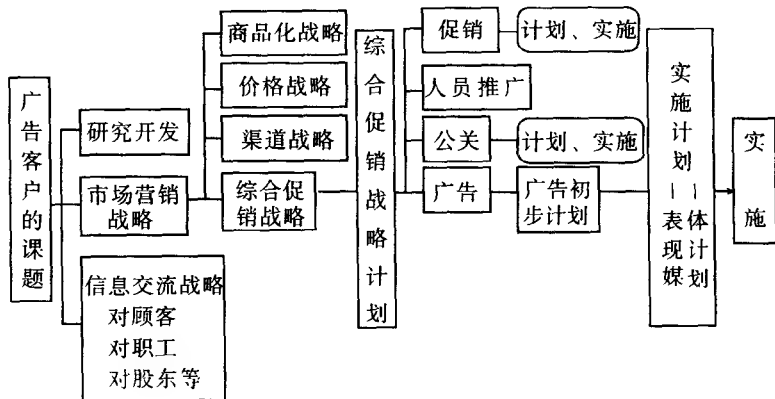 广告客户的课题
研究开发
市场营销
战略
信息交流战略
对顾客
对职工
对股东等
商品化战略
价格战略
渠道战略
综合促
销战略
综合促销战略计划
促销
计划、实施
人员推广
公关
计划、实施
广告
广告初
步计划
实施计划
表现媒
体计划
实施